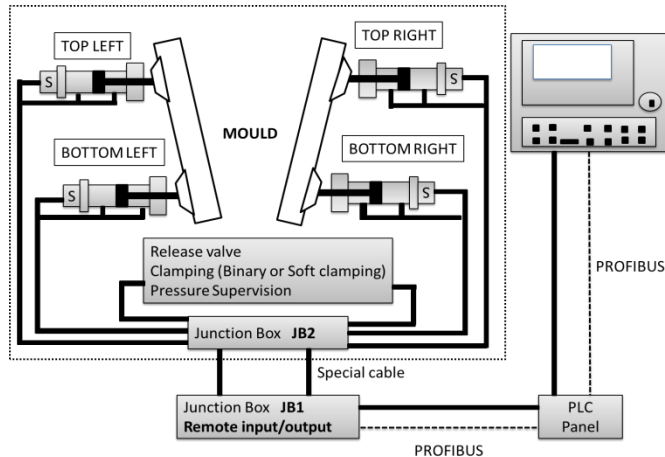 TOP LEFT
TOP RIGHT
S
S
MOULD
BOTTOM LEFT
BOTTOM RIGHT
S
S
Release valve
Clamping (Binary or Soft clamping)
Pressure Supervision
PROFIBUS
Junction Box JB2
Special cable
Junction Box JB1
Remote input/output
PLC
Panel
PROFIBUS